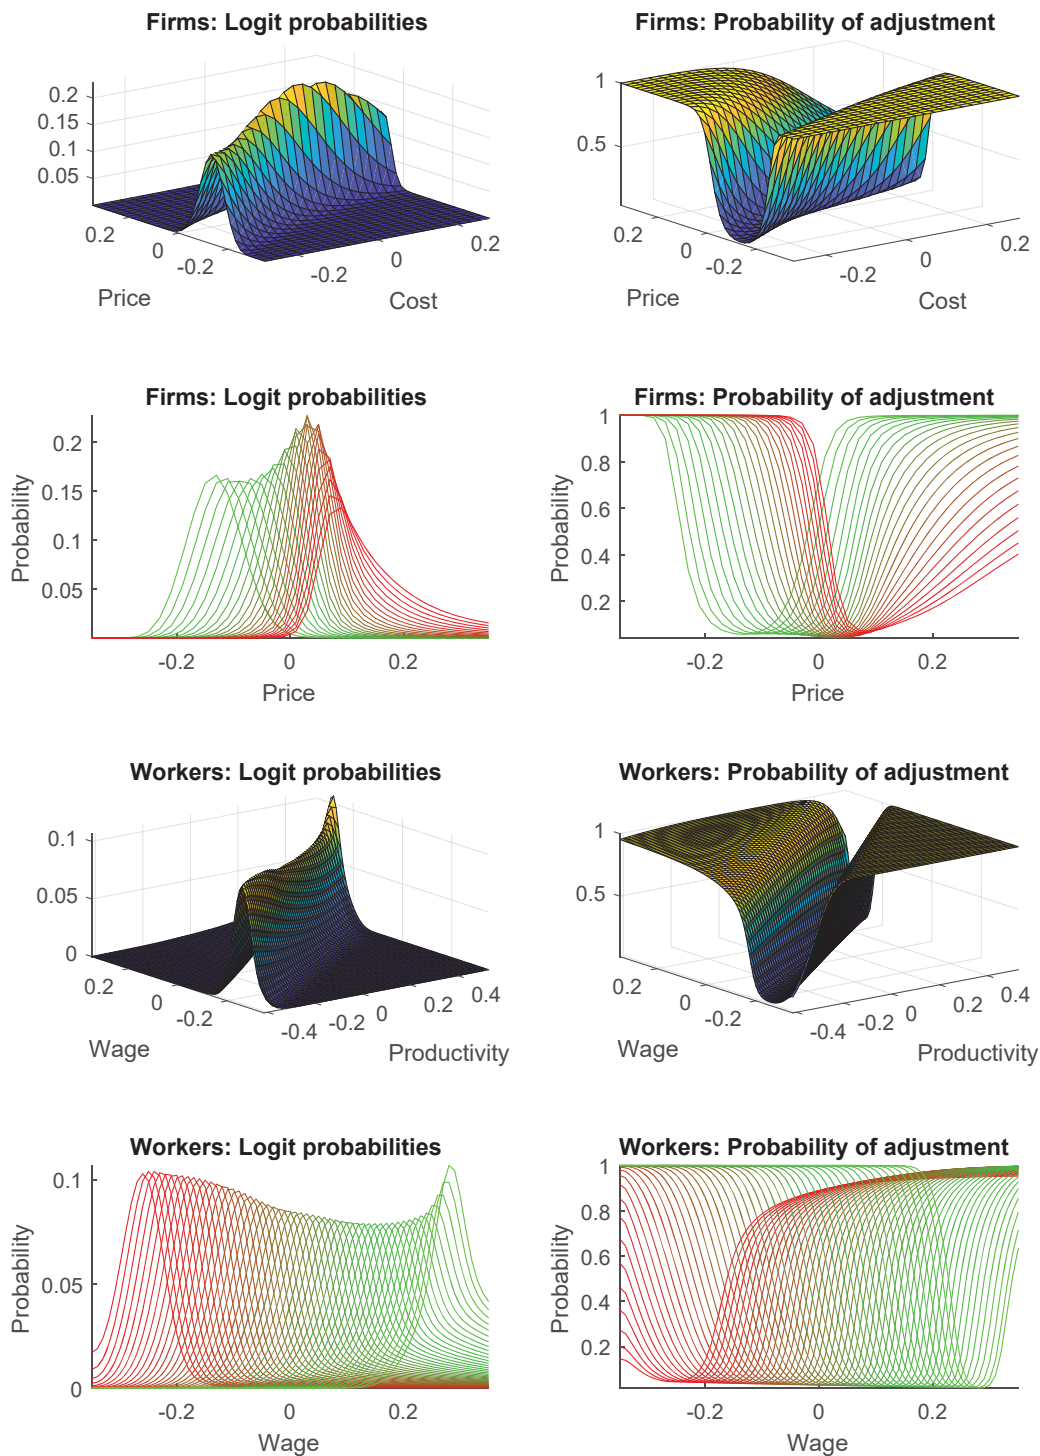 Firms: Logit probabilities
0.2
0.15
0.1
0.05
0.2
0
-0.2
-0.2
0
0.2
Price
Cost
Firms: Probability of adjustment
1
0.5
0.2
0
-0.2
-0.2
0
0.2
Price
Cost
Firms: Logit probabilities
Probability
0.2
0.15
0.1
0.05
-0.2
0
0.2
Price
Firms: Probability of adjustment
Probability
1
0.8
0.6
0.4
0.2
-0.2
0
0.2
Price
Workers: Logit probabilities
0.1
0.05
0
0.2
0
-0.2
-0.4
-0.2
0
0.2
0.4
Wage
Productivity
Workers: Probability of adjustment
1
0.5
0.2
0
-0.2
-0.4
-0.2
0
0.2
0.4
Wage
Productivity
Workers: Logit probabilities
Probability
0.1
0.05
0
-0.2
0
0.2
Wage
Workers: Probability of adjustment
Probability
1
0.8
0.6
0.4
0.2
-0.2
0
0.2
Wage